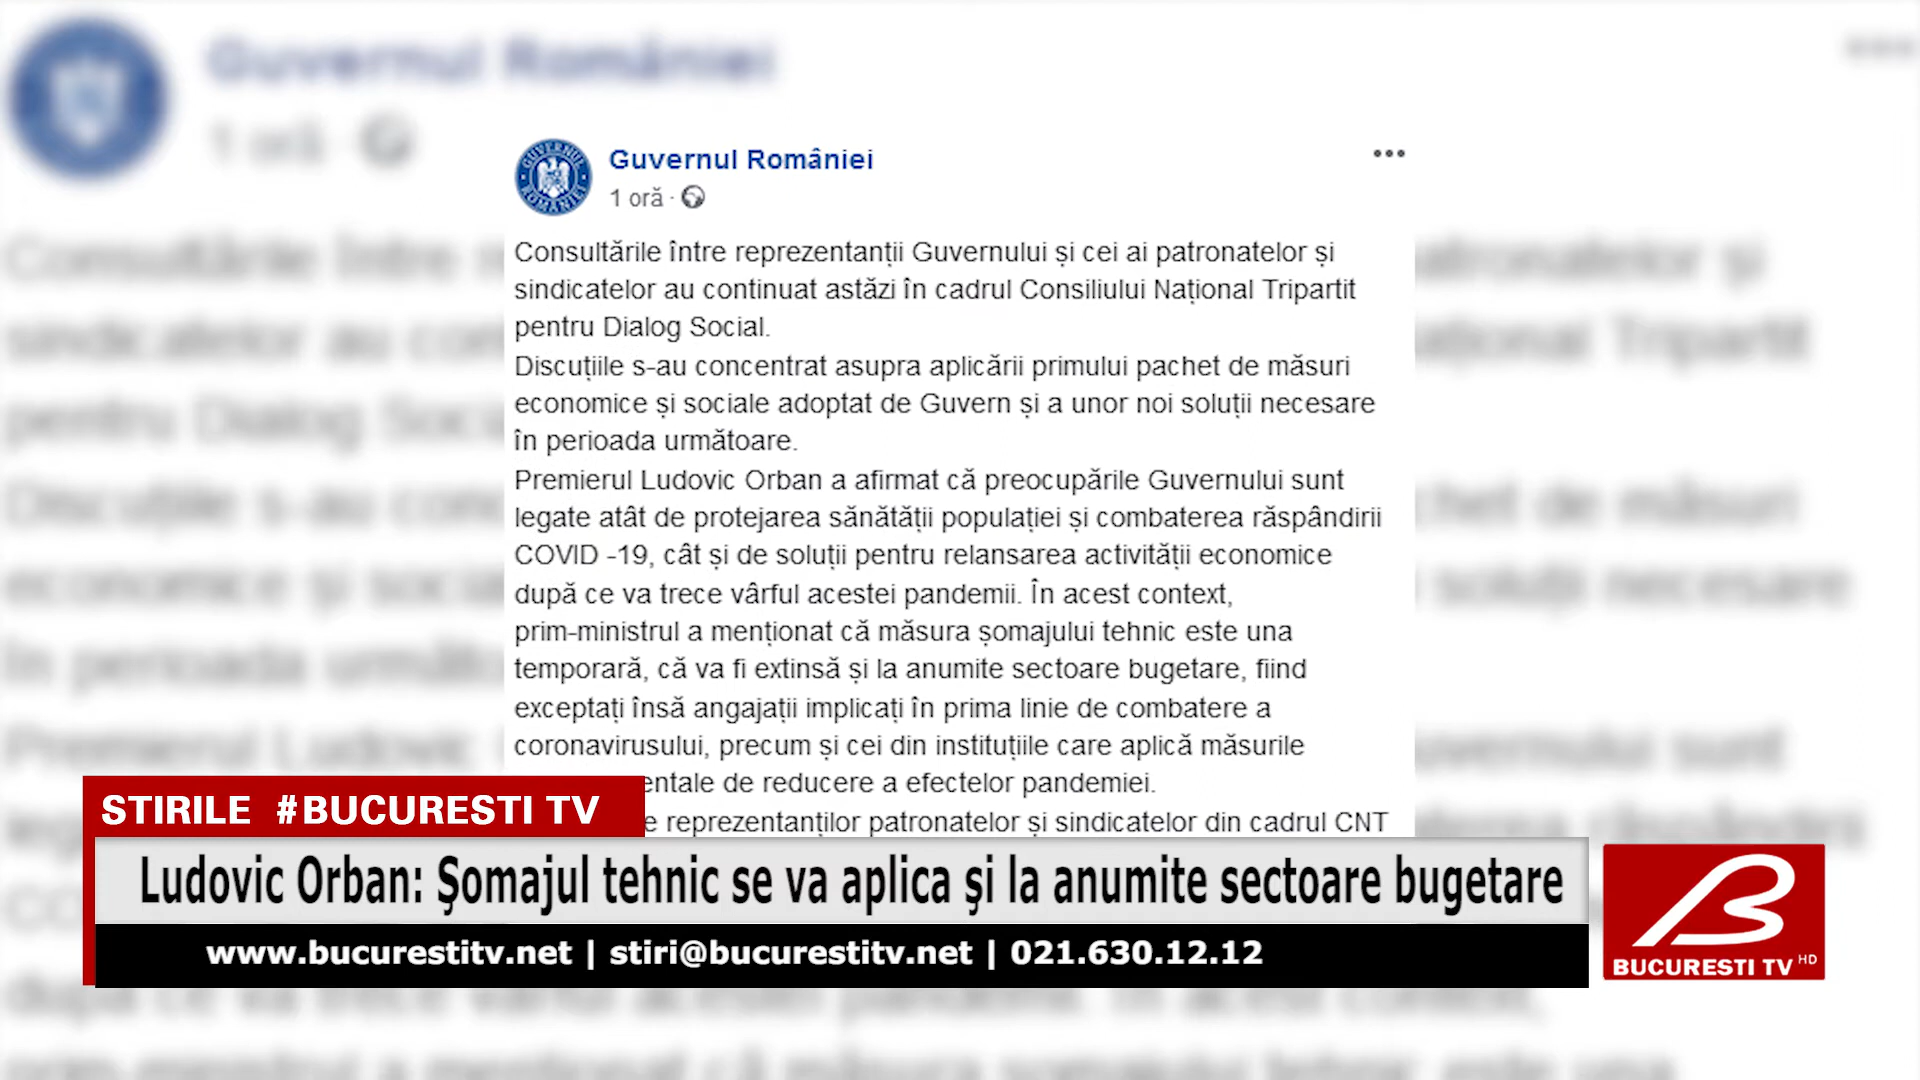 Guvernul României
1 oră
Guvernul României
1 oră ·
Consultările între reprezentanții Guvernului și cei ai patronatelor și
sindicatelor au continuat astăzi în cadrul Consiliului Național Tripartit
pentru Dialog Social.
Discuțiile s-au concentrat asupra aplicării primului pachet de măsuri
economice și sociale adoptat de Guvern și a unor noi soluții necesare
în perioada următoare.
Premierul Ludovic Orban a afirmat că preocupările Guvernului sunt
legate atât de protejarea sănătății populației și combaterea răspândirii
COVID -19, cât și de soluții pentru relansarea activității economice
după ce va trece vârful acestei pandemii. În acest context,
prim-ministrul a menționat că măsura șomajului tehnic este una
temporară, că va fi extinsă și la anumite sectoare bugetare, fiind
exceptați însă angajații implicați în prima linie de combatere a
coronavirusului, precum și cei din instituțiile care aplică măsurile
entale de reducere a efectelor pandemiei.
e reprezentanților patronatelor și sindicatelor din cadrul CNT
STIRILE #BUCURESTI TV
Ludovic Orban: Şomajul tehnic se va aplica şi la anumite sectoare bugetare
www.bucurestitv.net | stiri@bucurestitv.net | 021.630.12.12
B
BUCURESTI TV HD